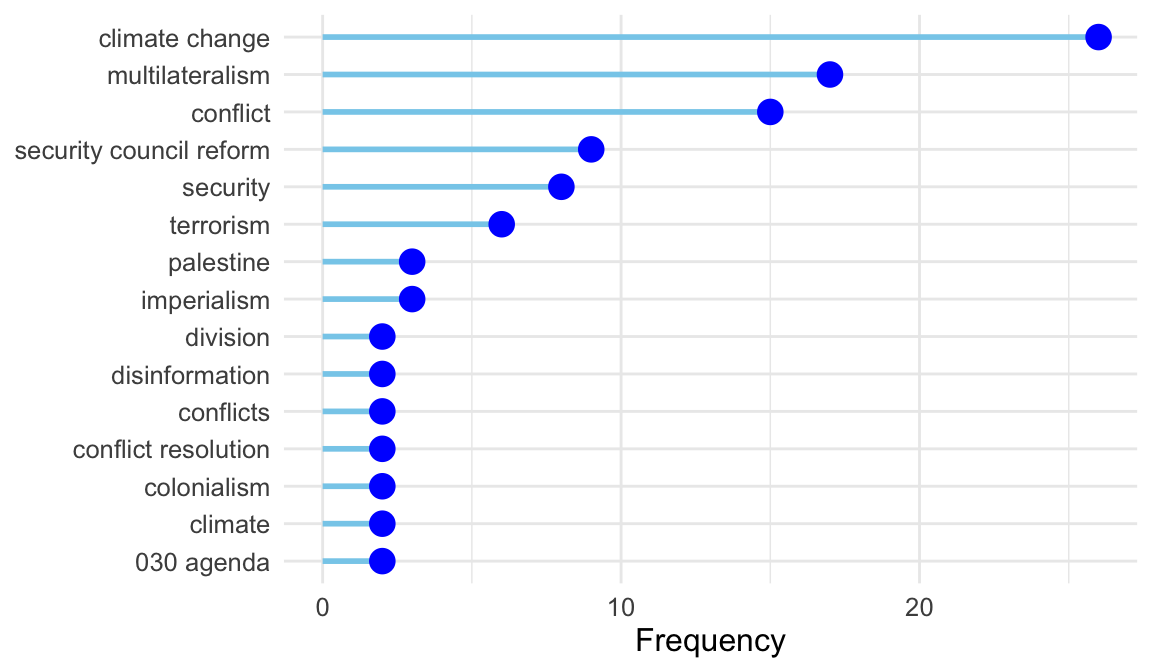 climate change
multilateralism
conflict
security council reform
security
terrorism
palestine
imperialism
division
disinformation
conflicts
conflict resolution
colonialism
climate
030 agenda
0 10 20
Frequency